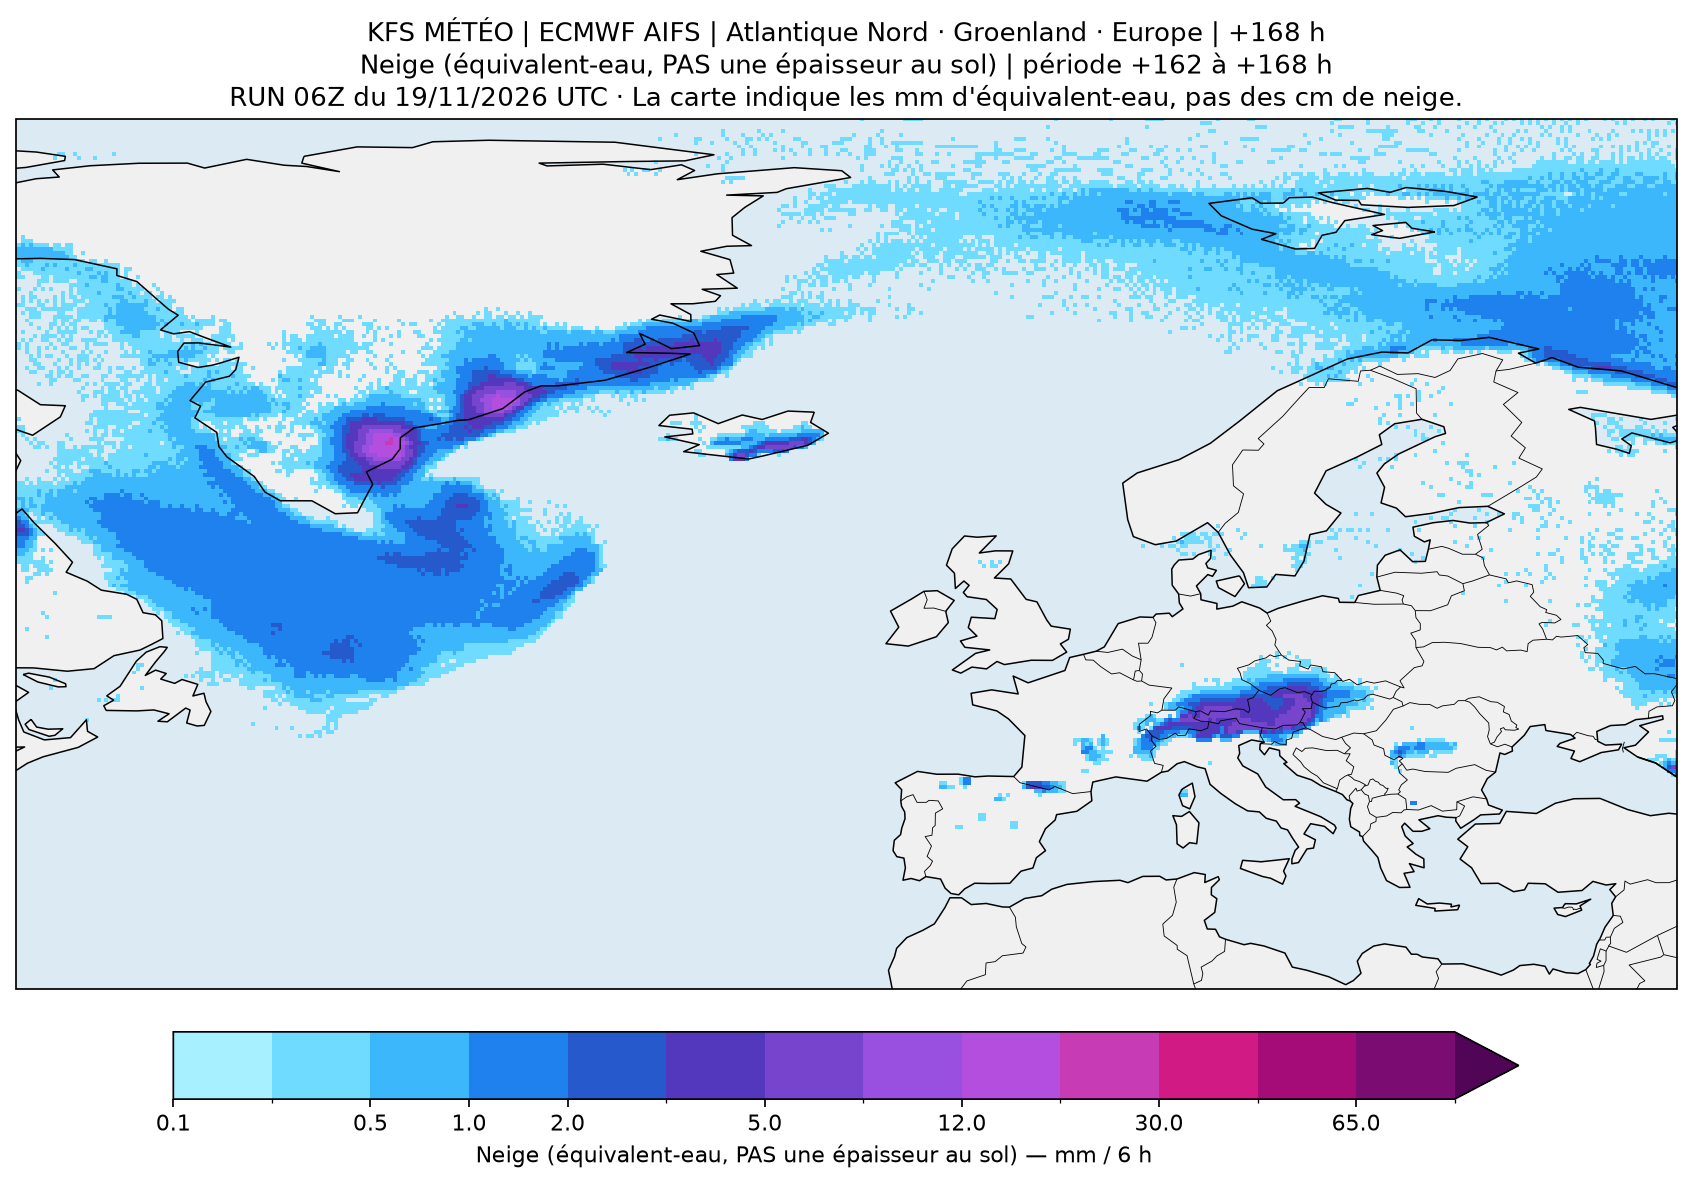 KFS MÉTÉO | ECMWF AIFS | Atlantique Nord · Groenland · Europe | +168 h
Neige (équivalent-eau, PAS une épaisseur au sol) | période +162 à +168 h
RUN 06Z du 19/11/2026 UTC · La carte indique les mm d'équivalent-eau, pas des cm de neige.
0.1 0.5 1.0 2.0 5.0 12.0 30.0 65.0
Neige (équivalent-eau, PAS une épaisseur au sol) — mm / 6 h